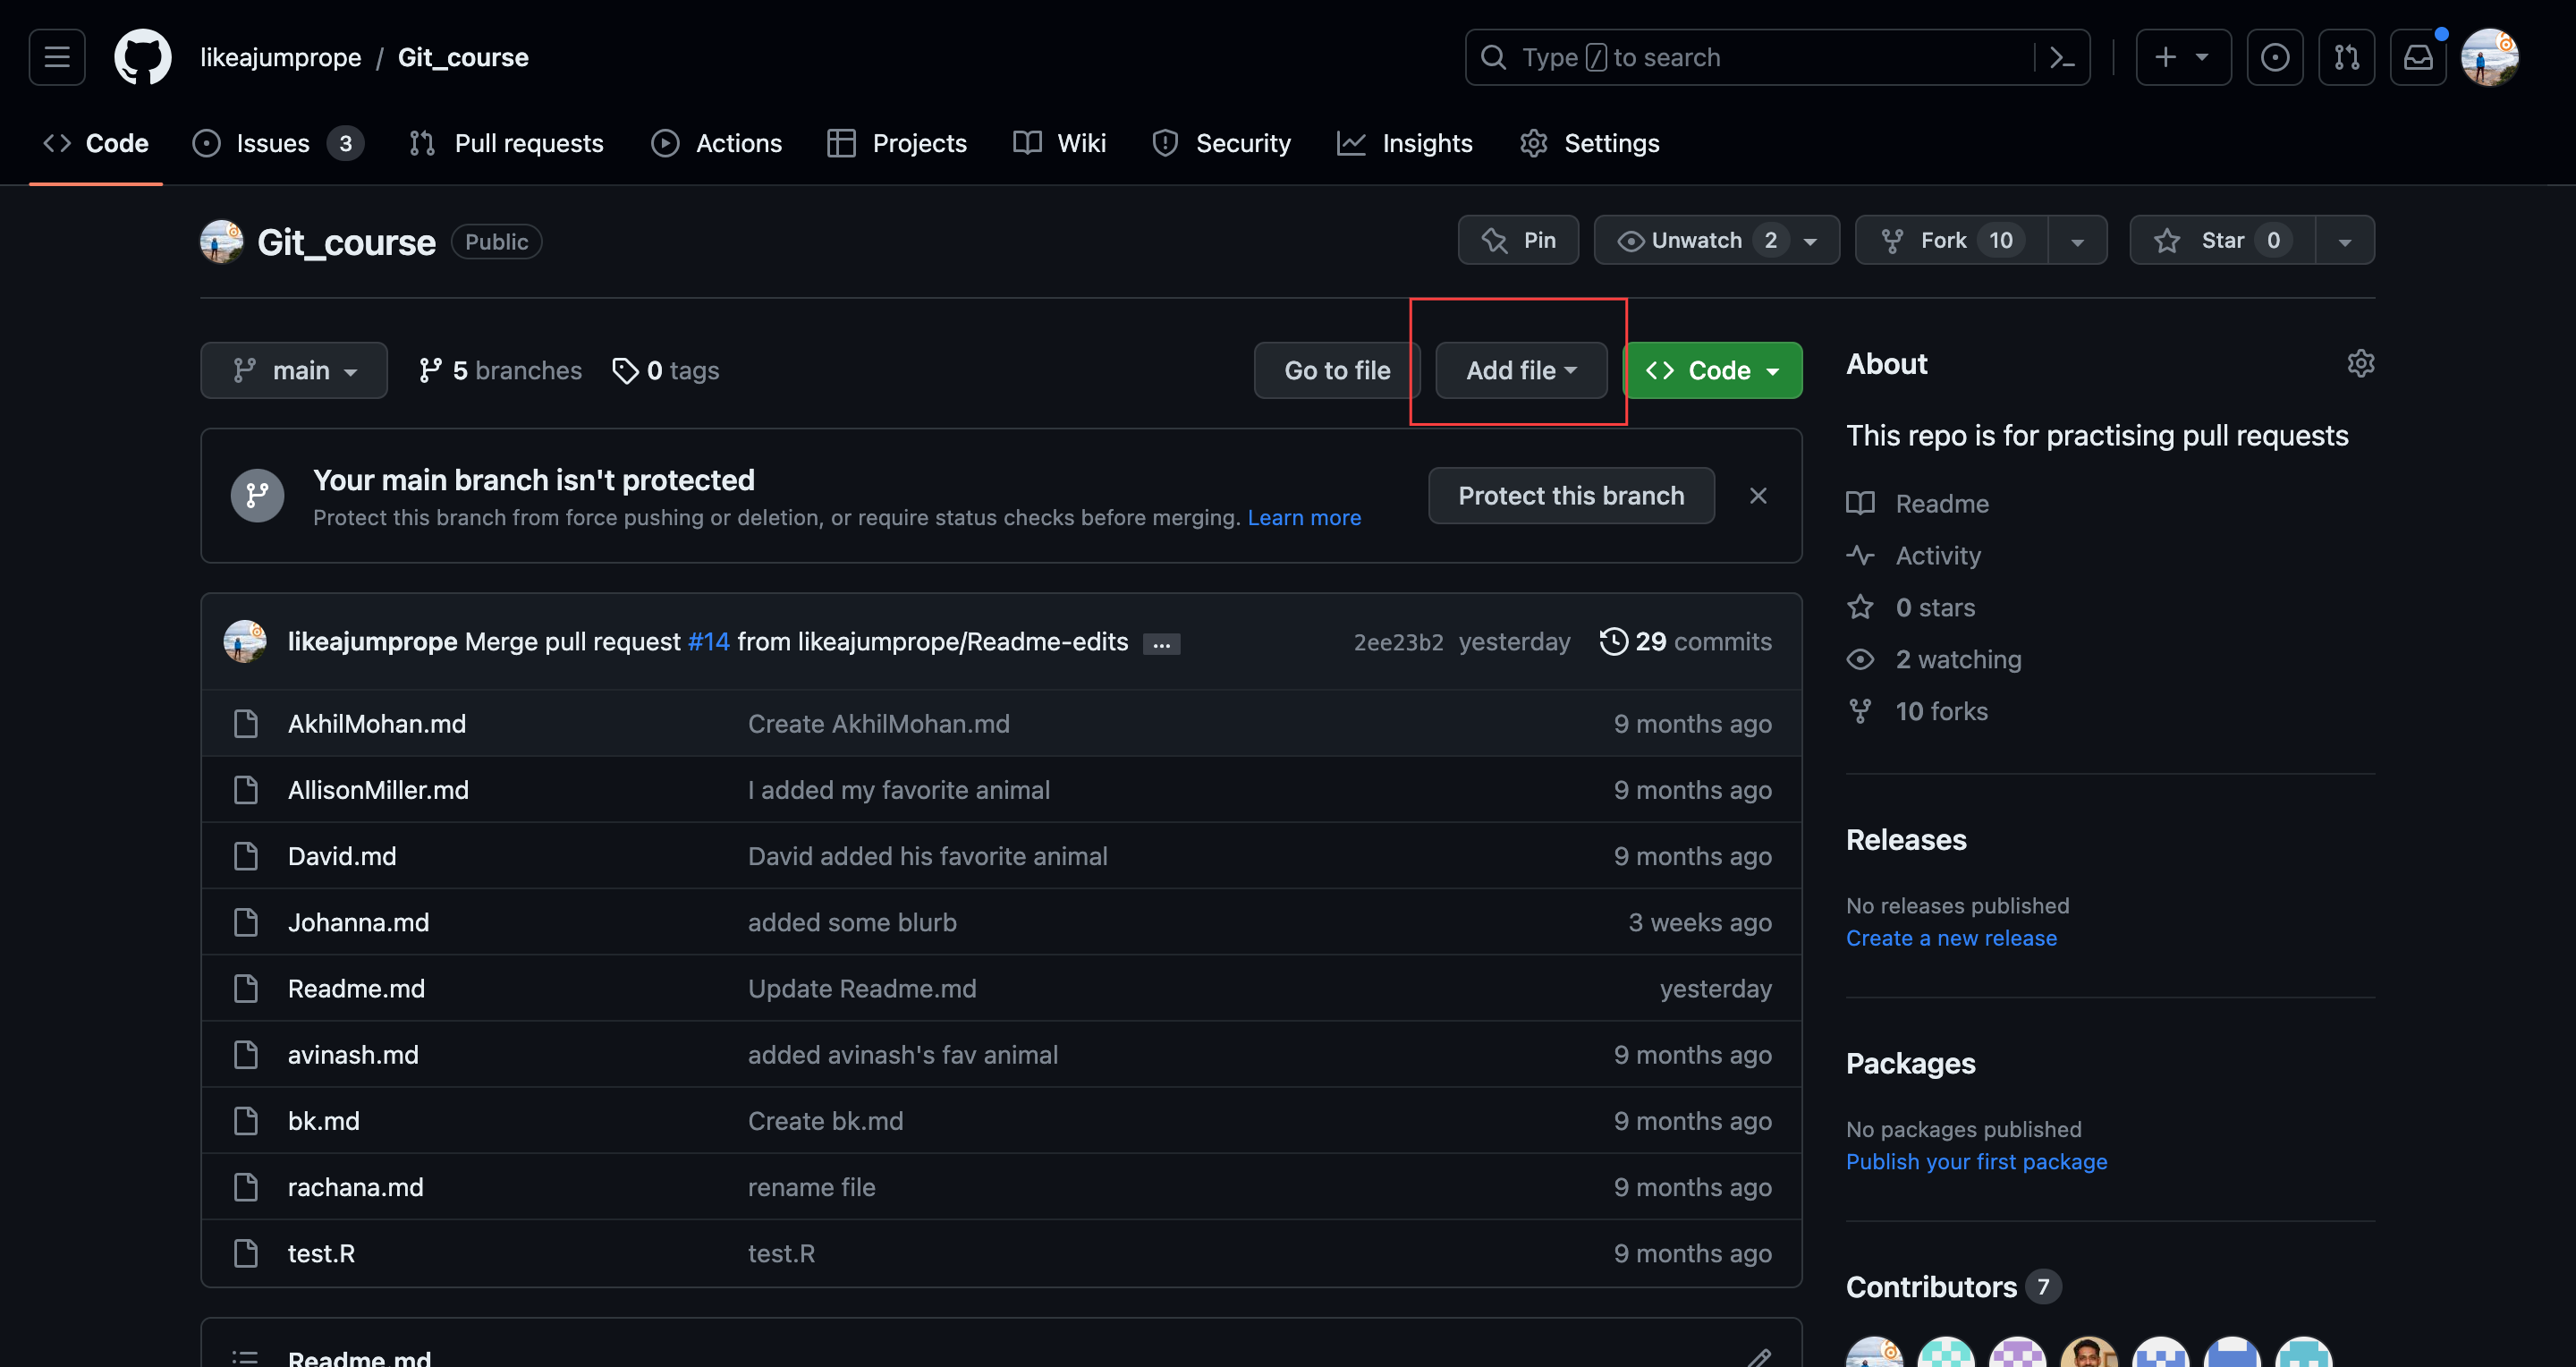 likeajumprope / Git_course
Type / to search
Code
Issues 3
Pull requests
Actions
Projects
Wiki
Security
Insights
Settings
Git_course Public
Pin
Unwatch 2
Fork 10
Star 0
main
5 branches
0 tags
Go to file
Add file
Code
Your main branch isn't protected
Protect this branch from force pushing or deletion, or require status checks before merging. Learn more
Protect this branch
likeajumprope Merge pull request #14 from likeajumprope/Readme-edits ... 2ee23b2 yesterday 29 commits
AkhilMohan.md Create AkhilMohan.md 9 months ago
AllisonMiller.md I added my favorite animal 9 months ago
David.md David added his favorite animal 9 months ago
Johanna.md added some blurb 3 weeks ago
Readme.md Update Readme.md yesterday
avinash.md added avinash's fav animal 9 months ago
bk.md Create bk.md 9 months ago
rachana.md rename file 9 months ago
test.R test.R 9 months ago
Readme.md
About
This repo is for practising pull requests
Readme
Activity
0 stars
2 watching
10 forks
Releases
No releases published
Create a new release
Packages
No packages published
Publish your first package
Contributors 7